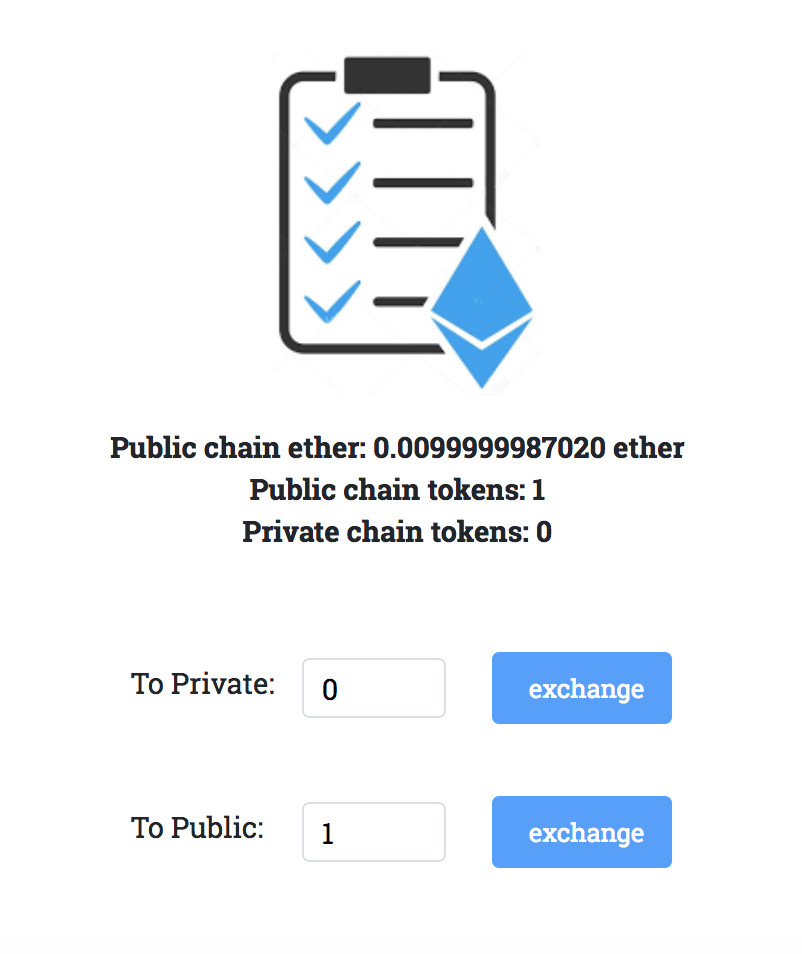 Public chain ether: 0.0099999987020 ether
Public chain tokens: 1
Private chain tokens: 0
To Private: 0 exchange
To Public: 1 exchange